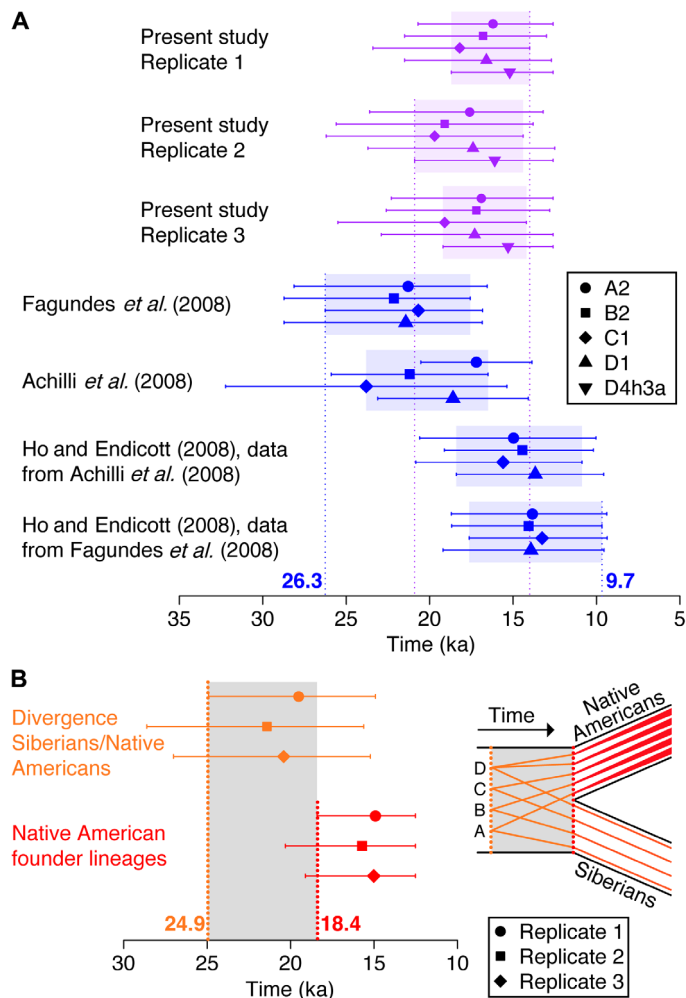 A
Present study
Replicate 1
Present study
Replicate 2
Present study
Replicate 3
Fagundes et al. (2008)
Achilli et al. (2008)
Ho and Endicott (2008), data
from Achilli et al. (2008)
Ho and Endicott (2008), data
from Fagundes et al. (2008)
A2
B2
C1
D1
D4h3a
26.3
9.7
35 30 25 20 15 10 5
Time (ka)
B
Divergence
Siberians/Native
Americans
Native American
founder lineages
24.9
18.4
30 25 20 15 10
Time (ka)
Time
Native
Americans
D
C
B
A
Siberians
Replicate 1
Replicate 2
Replicate 3